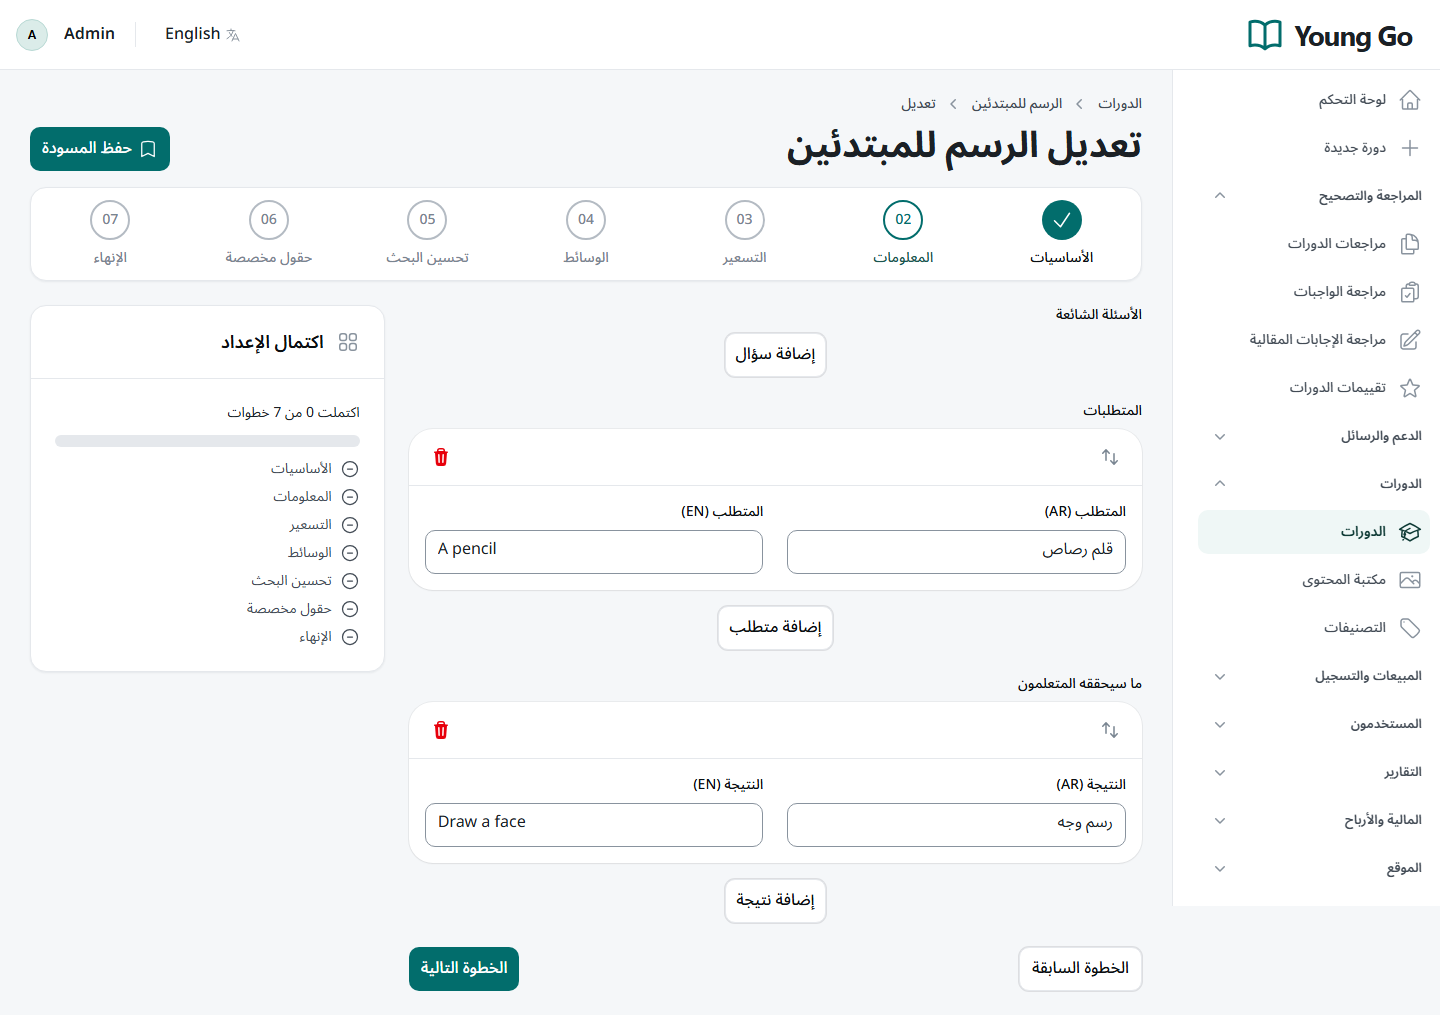 Young Go
English
Admin
A
لوحة التحكم
دورة جديدة
المراجعة والتصحيح
مراجعات الدورات
مراجعة الواجبات
مراجعة الإجابات المقالية
تقييمات الدورات
الدعم والرسائل
الدورات
الدورات
مكتبة المحتوى
التصنيفات
المبيعات والتسجيل
المستخدمون
التقارير
المالية والأرباح
الموقع
الدورات
الرسم للمبتدئين
تعديل
تعديل الرسم للمبتدئين
حفظ المسودة
الأساسيات
02 المعلومات
03 التسعير
04 الوسائط
05 تحسين البحث
06 حقول مخصصة
07 الإنهاء
الأسئلة الشائعة
إضافة سؤال
المتطلبات
المتطلب (AR)
المتطلب (EN)
قلم رصاص
A pencil
إضافة متطلب
ما سيحققه المتعلمون
النتيجة (AR)
النتيجة (EN)
رسم وجه
Draw a face
إضافة نتيجة
الخطوة السابقة
الخطوة التالية
اكتمال الإعداد
اكتملت 0 من 7 خطوات
الأساسيات
المعلومات
التسعير
الوسائط
تحسين البحث
حقول مخصصة
الإنهاء